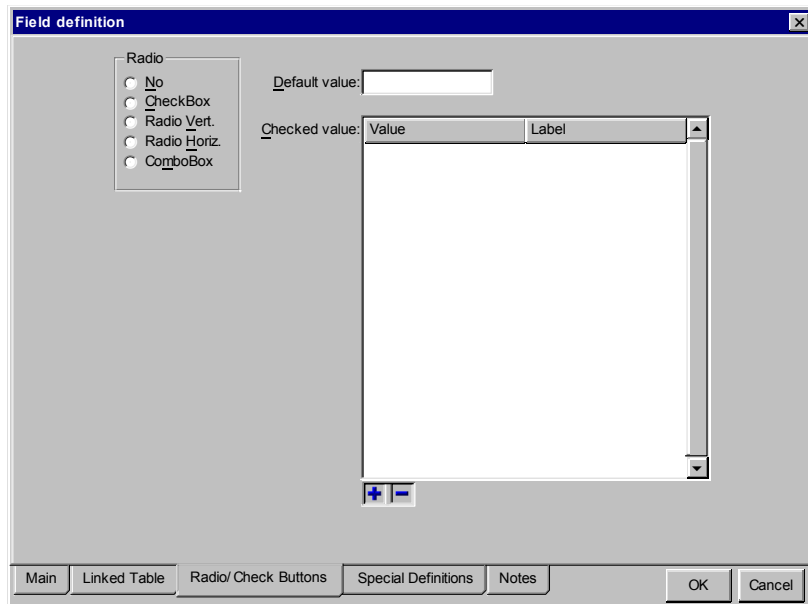 Field definition
Radio
No
CheckBox
Radio Vert.
Radio Horiz.
ComboBox
Default value:
Checked value:
Value Label
Main Linked Table Radio/Check Buttons Special Definitions Notes
OK Cancel